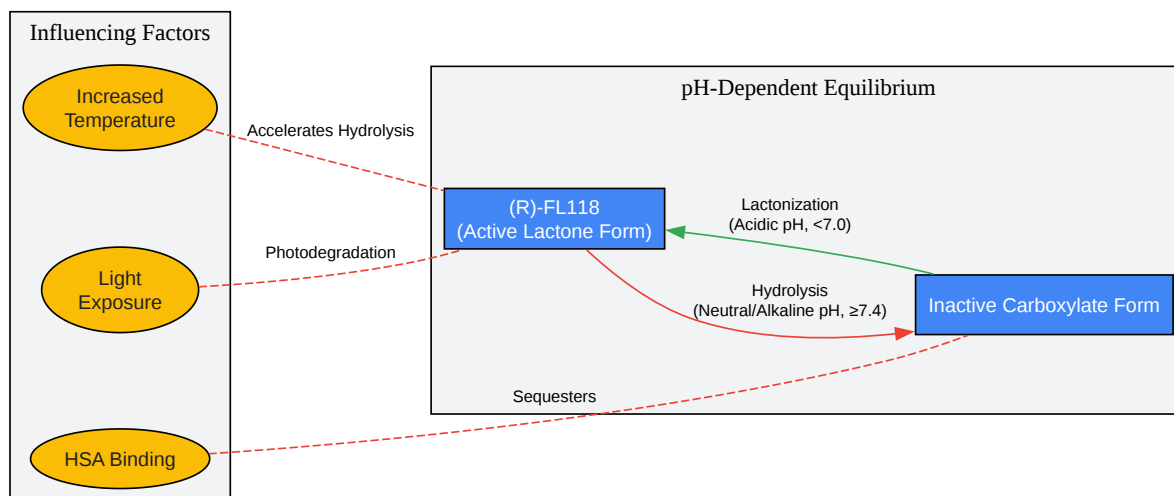 Influencing Factors
Increased
Temperature
Light
Exposure
HSA Binding
Accelerates Hydrolysis
Photodegradation
Sequesters
pH-Dependent Equilibrium
(R)-FL118
(Active Lactone Form)
Lactonization
(Acidic pH, <7.0)
Hydrolysis
(Neutral/Alkaline pH, ≥7.4)
Inactive Carboxylate Form